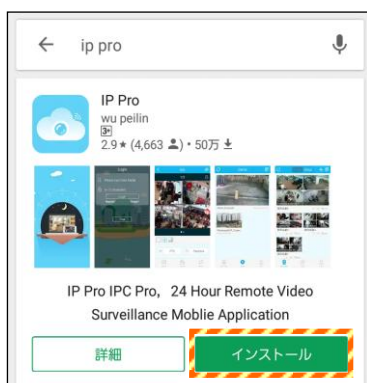 ip pro
IP Pro
wu peilin
3+
2.9★ (4,663 ) • 50万
IP Pro IPC Pro, 24 Hour Remote Video
Surveillance Moblie Application
詳細
インストール